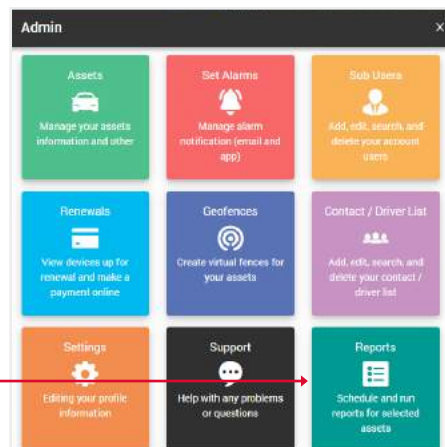 Admin
×
Assets
Manage your assets
information and other
Set Alarms
Manage alarm
notification (email and
app)
Sub Users
Add, edit, search, and
delete your account
users
Renewals
View devices up for
renewal and make a
payment online
Geofences
Create virtual fences for
your assets
Contact / Driver List
Add, edit, search, and
delete your contact /
driver list
Settings
Editing your profile
information
Support
Help with any problems
or questions
Reports
Schedule and run
reports for selected
assets